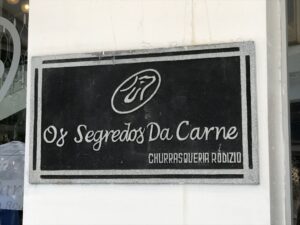 Os Segredos Da Carne
CHURRASQUERIA RODIZIO